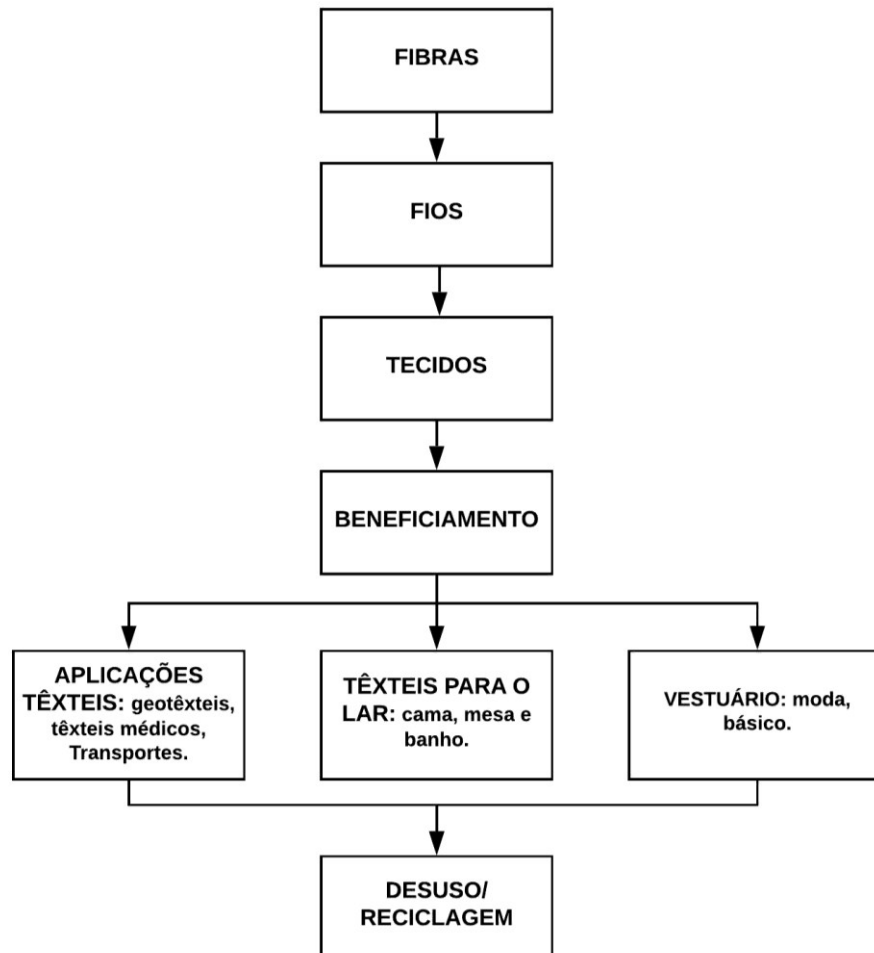 FIBRAS
FIOS
TECIDOS
BENEFICIAMENTO
APLICAÇÕES
TÊXTEIS: geotêxteis,
têxteis médicos,
Transportes.
TÊXTEIS PARA O
LAR: cama, mesa e
banho.
VESTUÁRIO: moda,
básico.
DESUSO/
RECICLAGEM